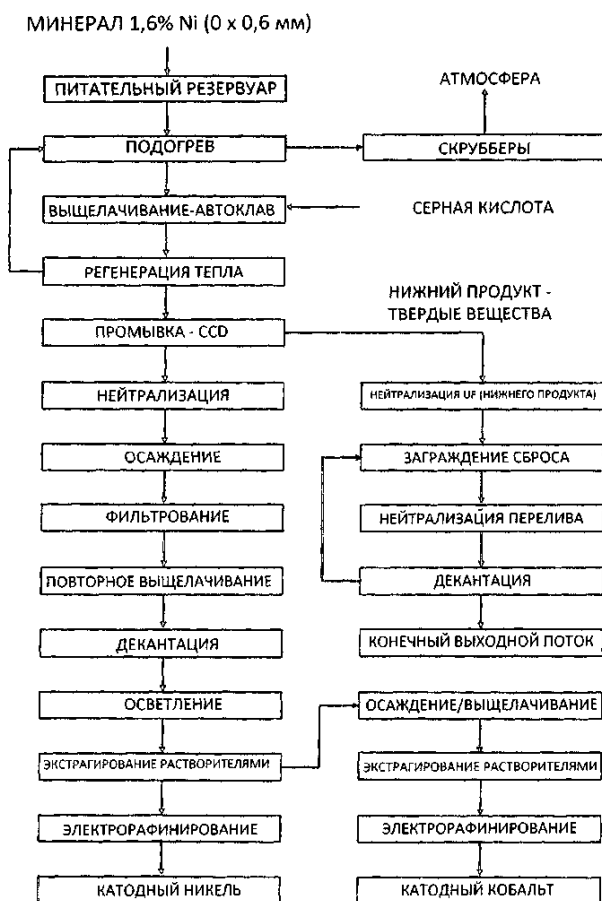 МИНЕРАЛ 1,6% Ni (0 x 0,6 мм)
ПИТАТЕЛЬНЫЙ РЕЗЕРВУАР
АТМОСФЕРА
ПОДОГРЕВ
СКРУББЕРЫ
ВЫЩЕЛАЧИВАНИЕ-АВТОКЛАВ
СЕРНАЯ КИСЛОТА
РЕГЕНЕРАЦИЯ ТЕПЛА
НИЖНИЙ ПРОДУКТ -
ТВЕРДЫЕ ВЕЩЕСТВА
ПРОМЫВКА - CCD
НЕЙТРАЛИЗАЦИЯ
НЕЙТРАЛИЗАЦИЯ UF (НИЖНЕГО ПРОДУКТА)
ОСАЖДЕНИЕ
ЗАГРАЖДЕНИЕ СБРОСА
ФИЛЬТРОВАНИЕ
НЕЙТРАЛИЗАЦИЯ ПЕРЕЛИВА
ПОВТОРНОЕ ВЫЩЕЛАЧИВАНИЕ
ДЕКАНТАЦИЯ
ДЕКАНТАЦИЯ
КОНЕЧНЫЙ ВЫХОДНОЙ ПОТОК
ОСВЕТЛЕНИЕ
ОСАЖДЕНИЕ/ВЫЩЕЛАЧИВАНИЕ
ЭКСТРАГИРОВАНИЕ РАСТВОРИТЕЛЯМИ
ЭКСТРАГИРОВАНИЕ РАСТВОРИТЕЛЯМИ
ЭЛЕКТРОРАФИНИРОВАНИЕ
ЭЛЕКТРОРАФИНИРОВАНИЕ
КАТОДНЫЙ НИКЕЛЬ
КАТОДНЫЙ КОБАЛЬТ